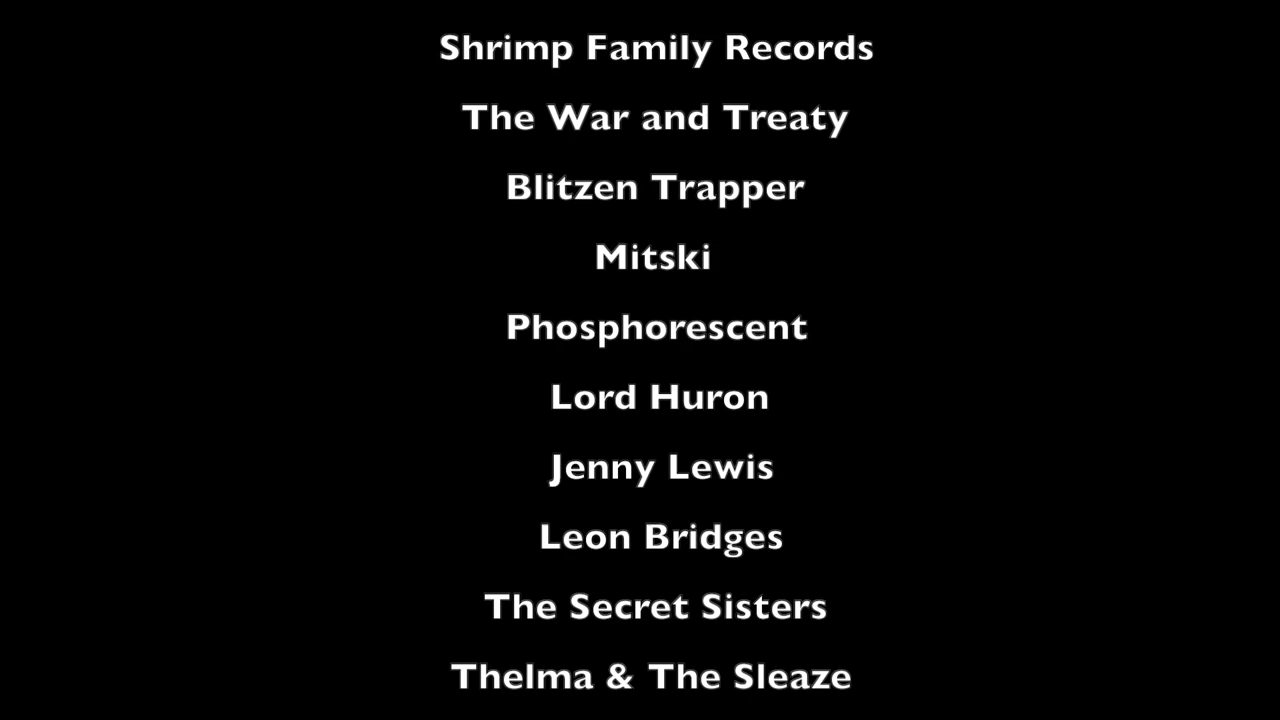 Shrimp Family Records
The War and Treaty
Blitzen Trapper
Mitski
Phosphorescent
Lord Huron
Jenny Lewis
Leon Bridges
The Secret Sisters
Thelma & The Sleaze